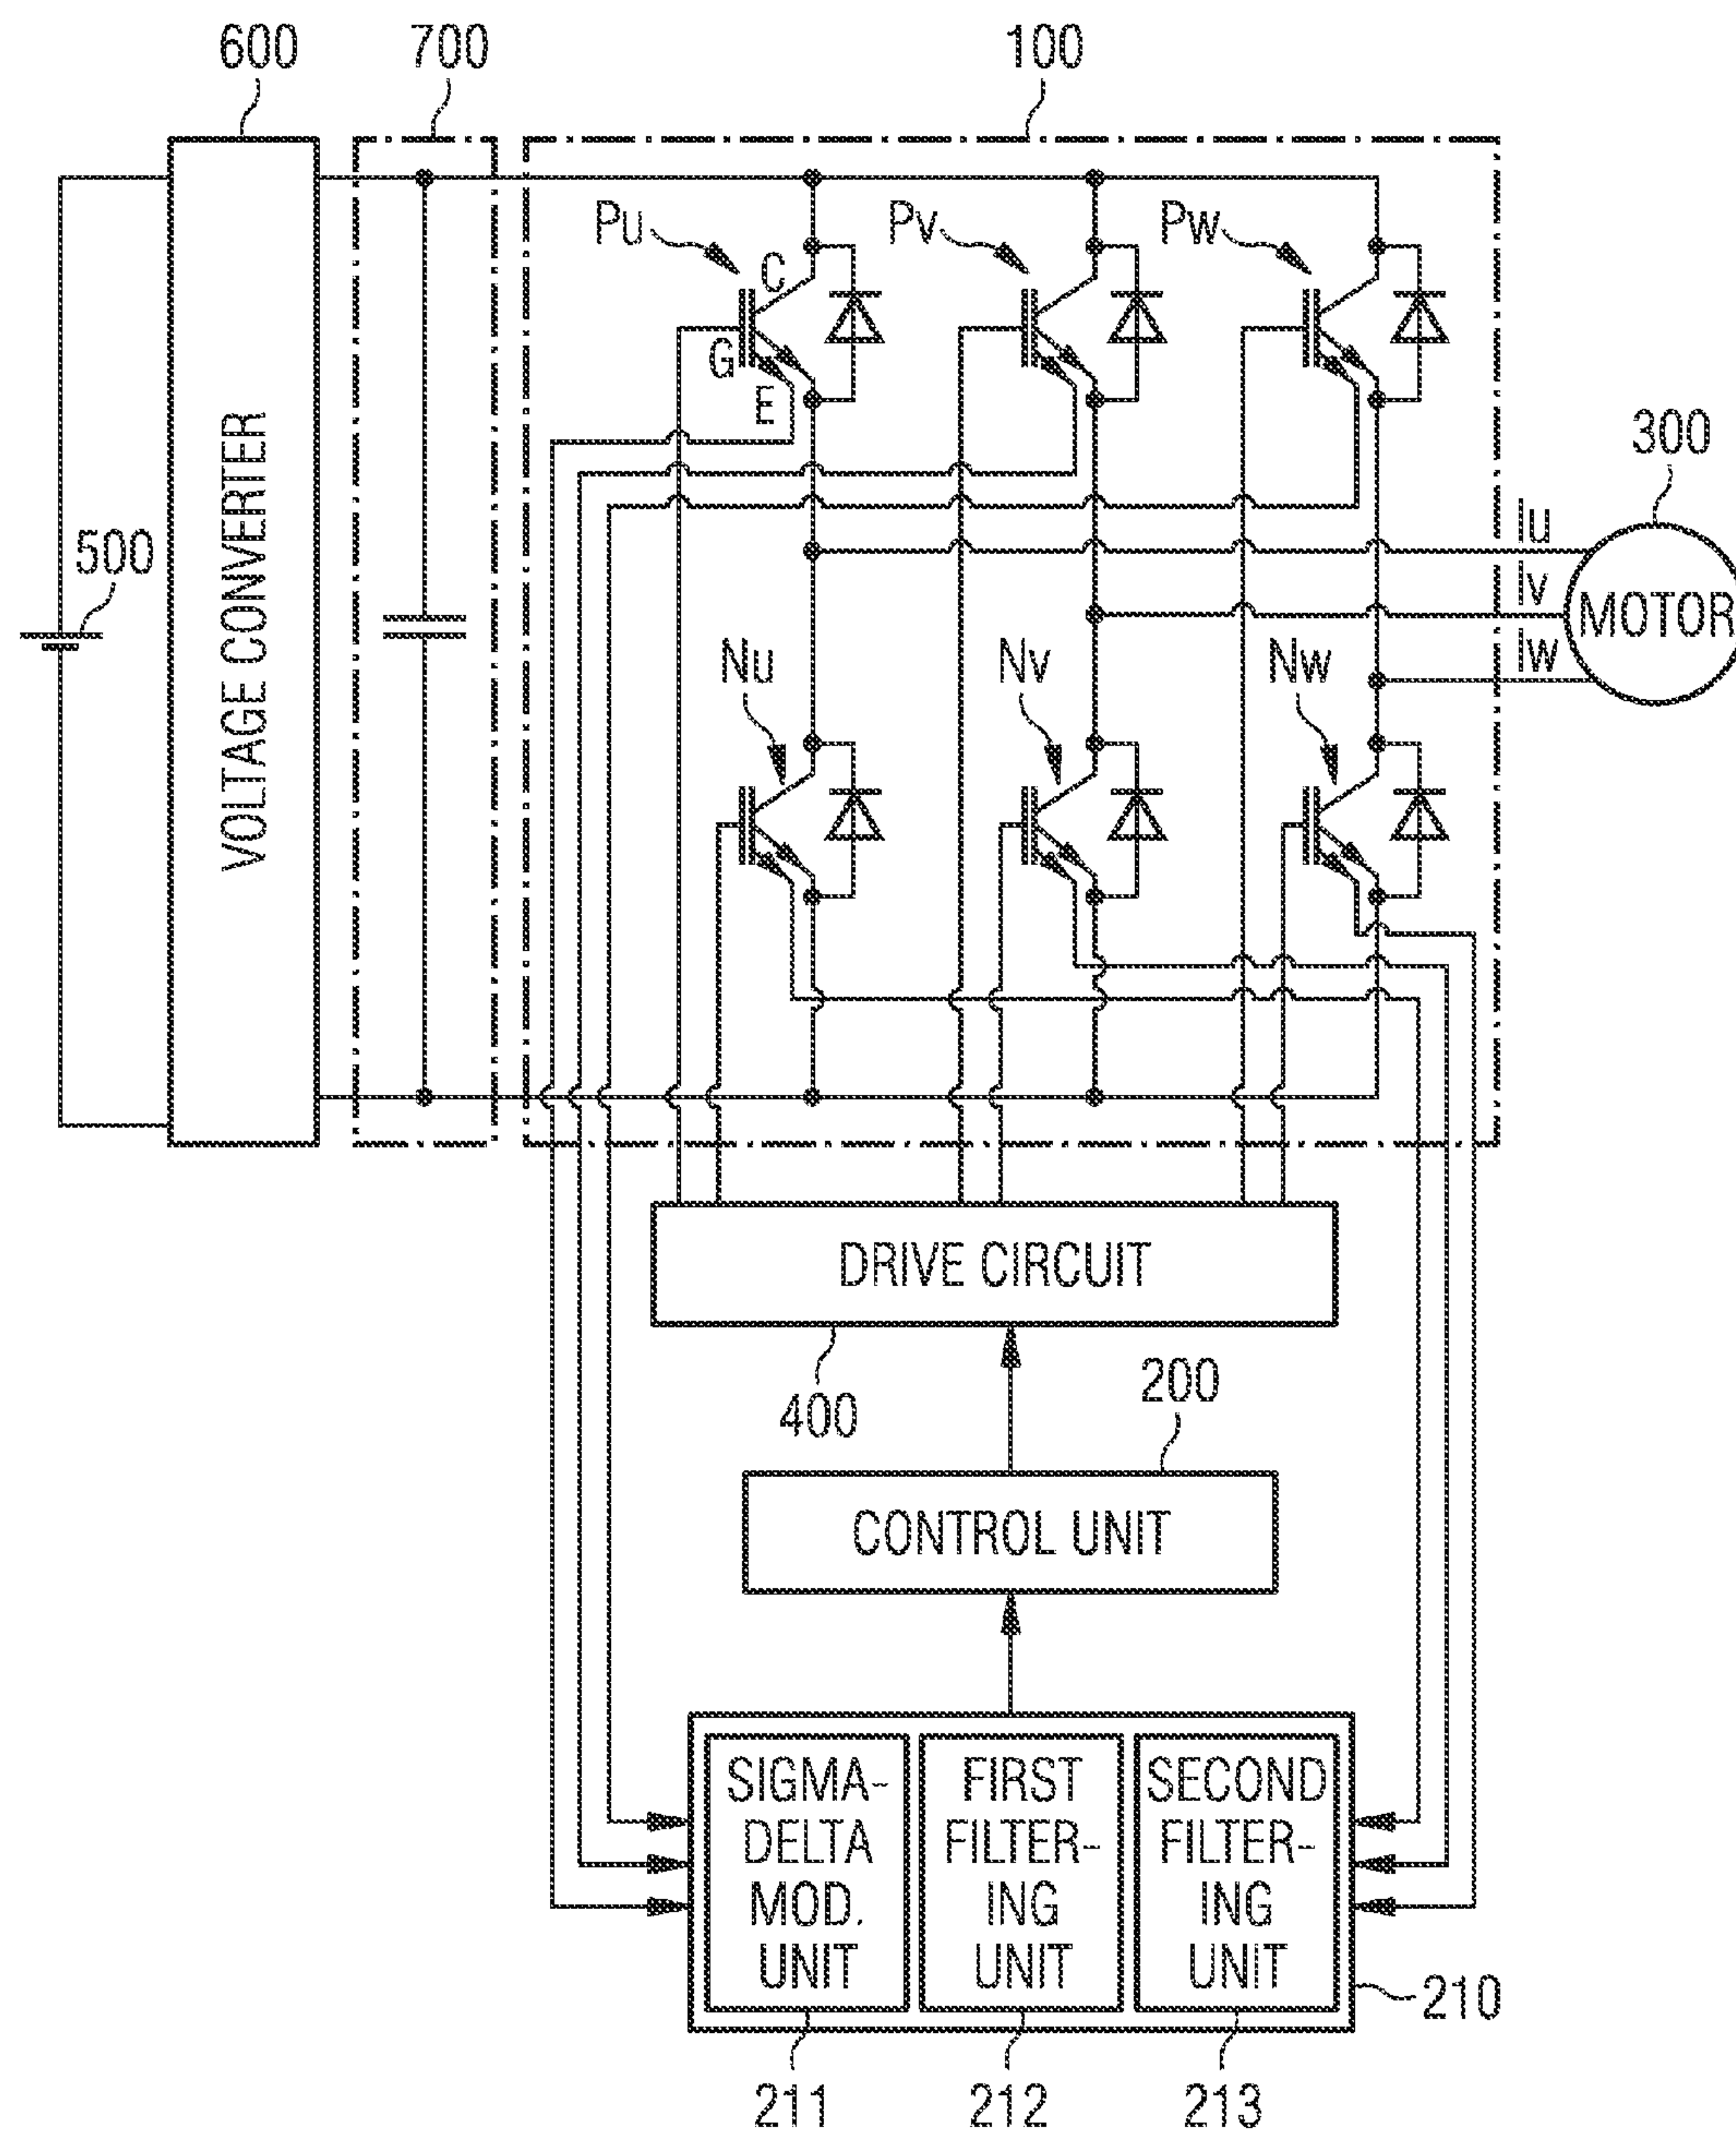 600
700
100
Pu
Pv
Pw
C
G
E
300
500
VOLTAGE CONVERTER
Iu
Iv
Iw
MOTOR
Nu
Nv
Nw
DRIVE CIRCUIT
400
200
CONTROL UNIT
SIGMA-
DELTA
MOD.
UNIT
FIRST
FILTER-
ING
UNIT
SECOND
FILTER-
ING
UNIT
210
211
212
213